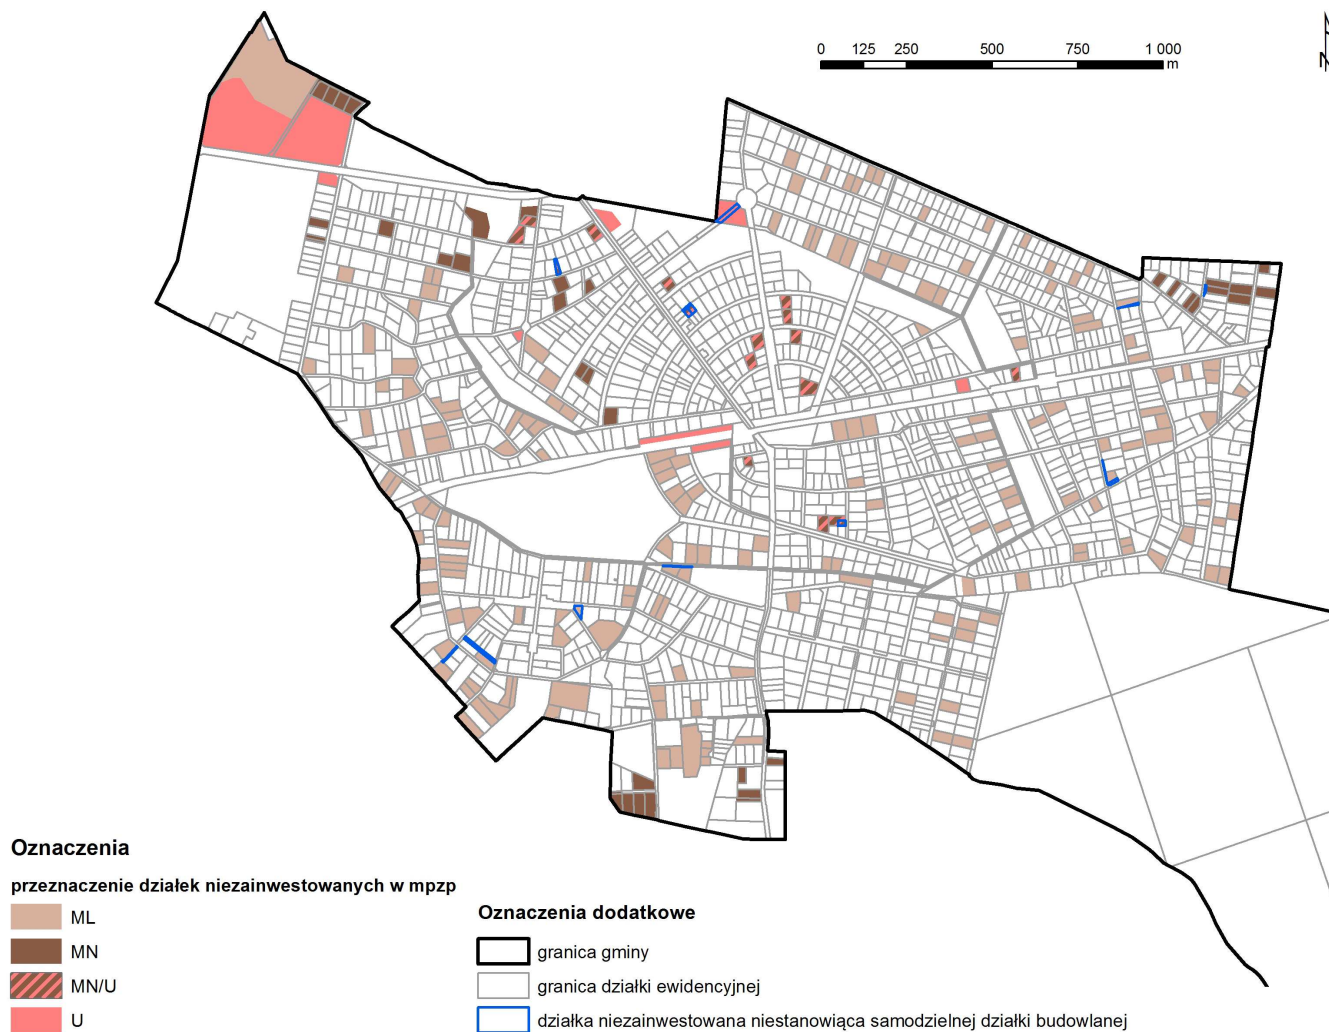 0 125 250 500 750 1 000
m
N
Oznaczenia
przeznaczenie działek niezainwestowanych w mpzp
ML
MN
MN/U
U
Oznaczenia dodatkowe
granica gminy
granica działki ewidencyjnej
działka niezainwestowana niestanowiąca samodzielnej działki budowlanej